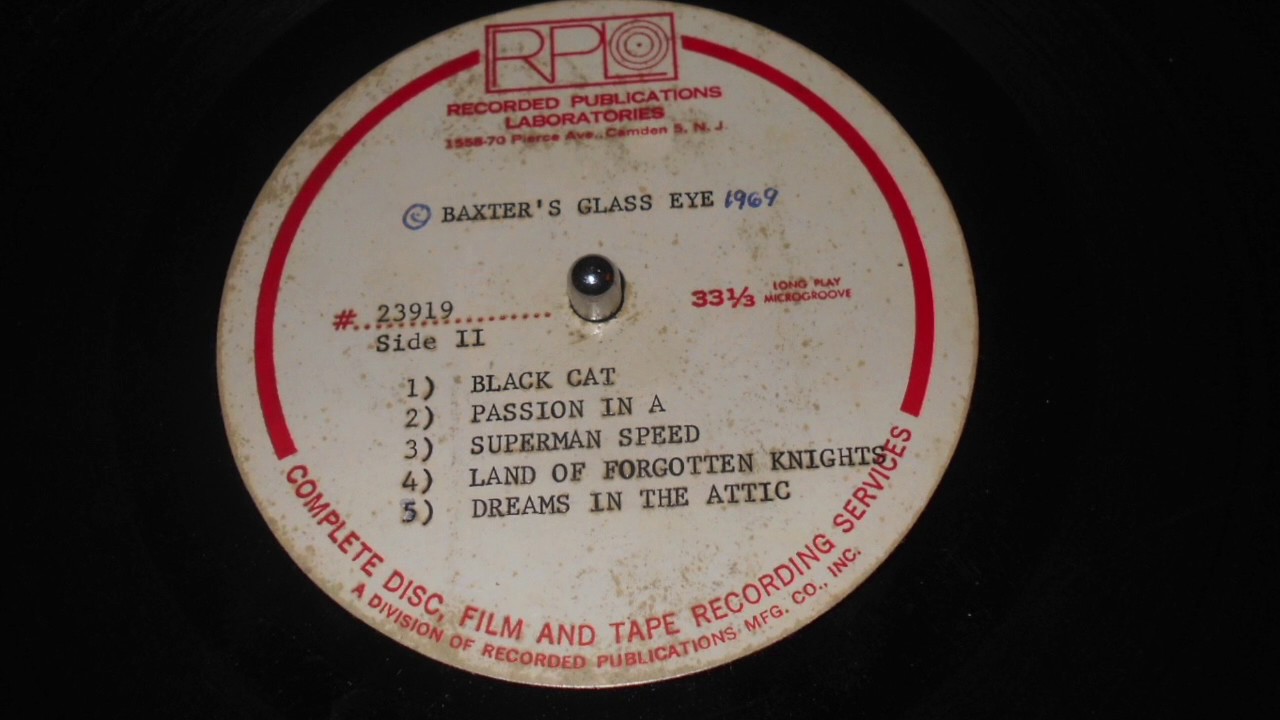 RPL
RECORDED PUBLICATIONS
LABORATORIES
1558-70 Pierce Ave., Camden 5, N. J.
© BAXTER'S GLASS EYE 1969
33⅓ LONG PLAY
MICROGROOVE
# 23919
Side II
1) BLACK CAT
2) PASSION IN A
3) SUPERMAN SPEED
4) LAND OF FORGOTTEN KNIGHTS
5) DREAMS IN THE ATTIC
COMPLETE DISC, FILM AND TAPE RECORDING SERVICES
A DIVISION OF RECORDED PUBLICATIONS MFG. CO., INC.